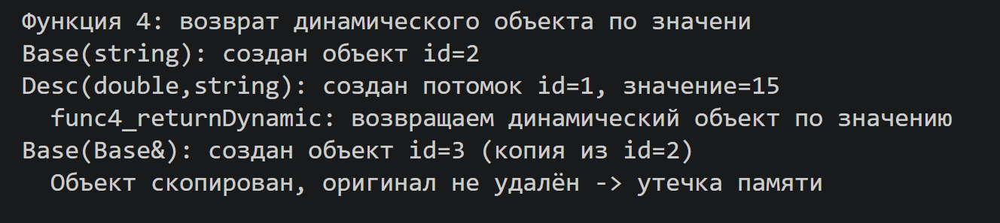 Функция 4: возврат динамического объекта по значени
Base(string): создан объект id=2
Desc(double,string): создан потомок id=1, значение=15
func4_returnDynamic: возвращаем динамический объект по значению
Base(Base&): создан объект id=3 (копия из id=2)
Объект скопирован, оригинал не удалён -> утечка памяти